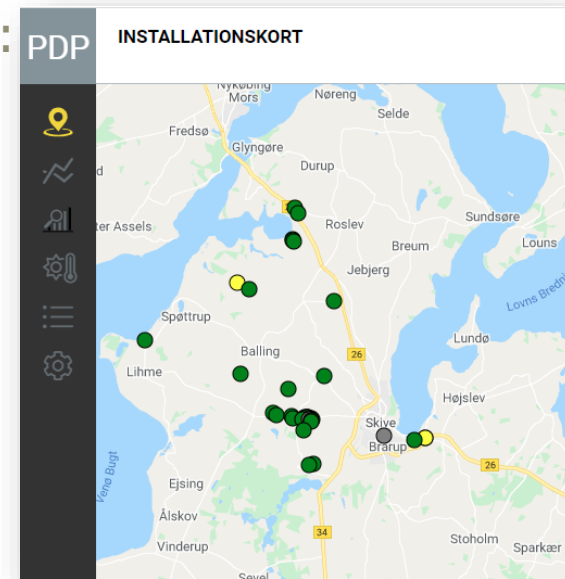 PDP
INSTALLATIONSKORT
Nykøbing
Mors
Nøreng
Selde
Fredsø
Glyngøre
Durup
ter Assels
Roslev
Sundsøre
Breum
Louns
Jebjerg
Lovns Bredni
Spøttrup
Lundø
Balling
26
Lihme
Højslev
Skive
Brårup
26
Venø Bugt
Ejsing
Ålskov
34
Stoholm
Vinderup
Sparkær
Sevel